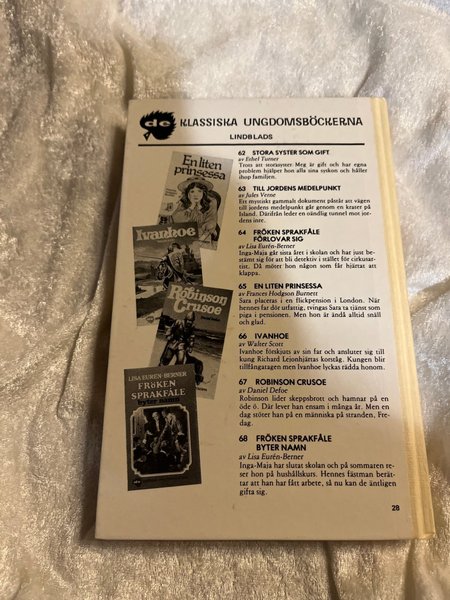 de KLASSISKA UNGDOMSBÖCKERNA
LINDBLADS
En liten
prinsessa
Ivanhoe
Robinson
Crusoe
LISA EURÉN-BERNER
FRÖKEN
SPRAKFÅLE
byter namn
62 STORA SYSTER SOM GIFT
av Ethel Turner
Trots att storasyster Meg är gift och har egna
problem hjälper hon alla sina syskon och håller
ihop familjen.
63 TILL JORDENS MEDELPUNKT
av Jules Verne
Ett mystiskt gammalt dokument påstår att vägen
till jordens medelpunkt går genom en krater på
Island. Därifrån leder en oändlig tunnel mot jor-
dens inre.
64 FRÖKEN SPRAKFÅLE
FÖRLOVAR SIG
av Lisa Eurén-Berner
Inga-Maja går sista året i skolan och har just be-
stämt sig för att bli detektiv i stället för cirkusar-
tist. Då möter hon någon som får hjärtat att
klappa.
65 EN LITEN PRINSESSA
av Frances Hodgson Burnett
Sara placeras i en flickpension i London. När
hennes far dör utfattig, tvingas Sara ta tjänst som
piga i pensionen. Men hon är ändå alltid snäll
och glad.
66 IVANHOE
av Walter Scott
Ivanhoe förskjuts av sin far och ansluter sig till
kung Richard Lejonhjärtas korståg. Kungen blir
tillfångatagen men Ivanhoe lyckas rädda honom.
67 ROBINSON CRUSOE
av Daniel Defoe
Robinson lider skeppsbrott och hamnar på en
öde ö. Där lever han ensam i många år. Men en
dag stöter han på en människa på stranden, Fre-
dag.
68 FRÖKEN SPRAKFÅLE
BYTER NAMN
av Lisa Eurén-Berner
Inga-Maja har slutat skolan och på sommaren re-
ser hon på hushållskurs. Hennes fästman berät-
tar att han har fått arbete, så nu kan de äntligen
gifta sig.
28